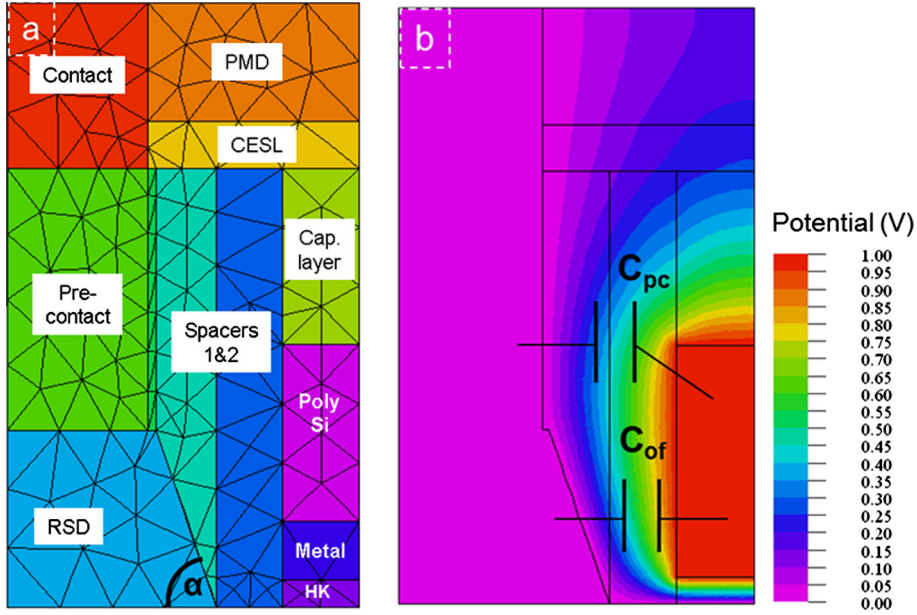 a
Contact
PMD
CESL
Cap.
layer
Pre-
contact
Spacers
1&2
Poly
Si
RSD
Metal
HK
α
b
Cpc
Cof
Potential (V)
1.00
0.95
0.90
0.85
0.80
0.75
0.70
0.65
0.60
0.55
0.50
0.45
0.40
0.35
0.30
0.25
0.20
0.15
0.10
0.05
0.00